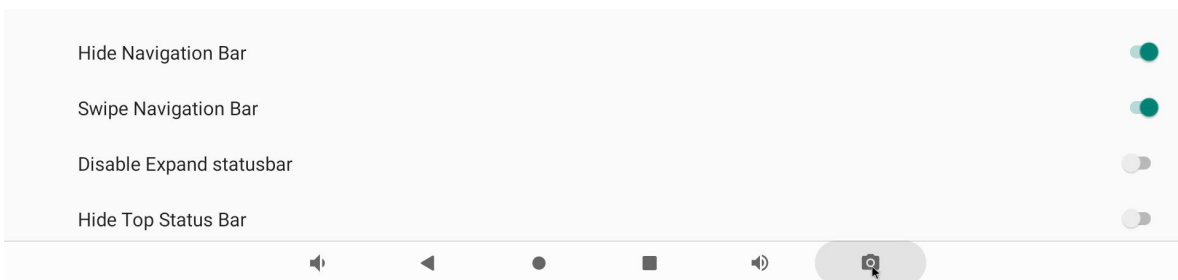 Hide Navigation Bar
Swipe Navigation Bar
Disable Expand statusbar
Hide Top Status Bar